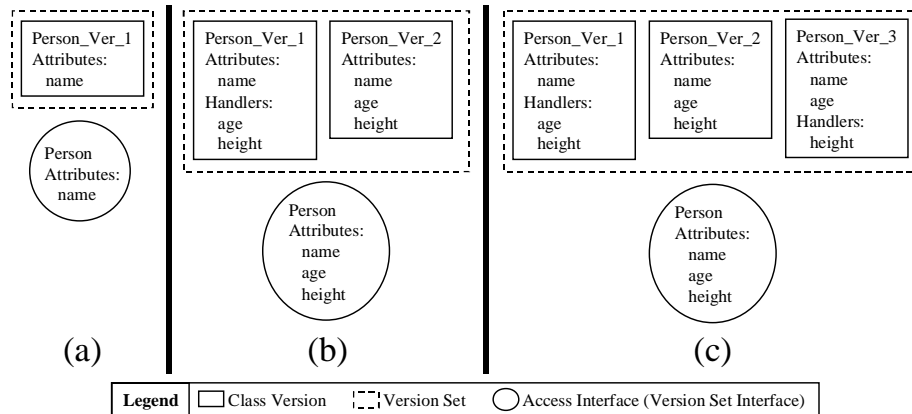 Person_Ver_1
Attributes:
name
Person
Attributes:
name
(a)
Person_Ver_1
Attributes:
name
Handlers:
age
height
Person_Ver_2
Attributes:
name
age
height
Person
Attributes:
name
age
height
(b)
Person_Ver_1
Attributes:
name
Handlers:
age
height
Person_Ver_2
Attributes:
name
age
height
Person_Ver_3
Attributes:
name
age
Handlers:
height
Person
Attributes:
name
age
height
(c)
Legend Class Version Version Set Access Interface (Version Set Interface)